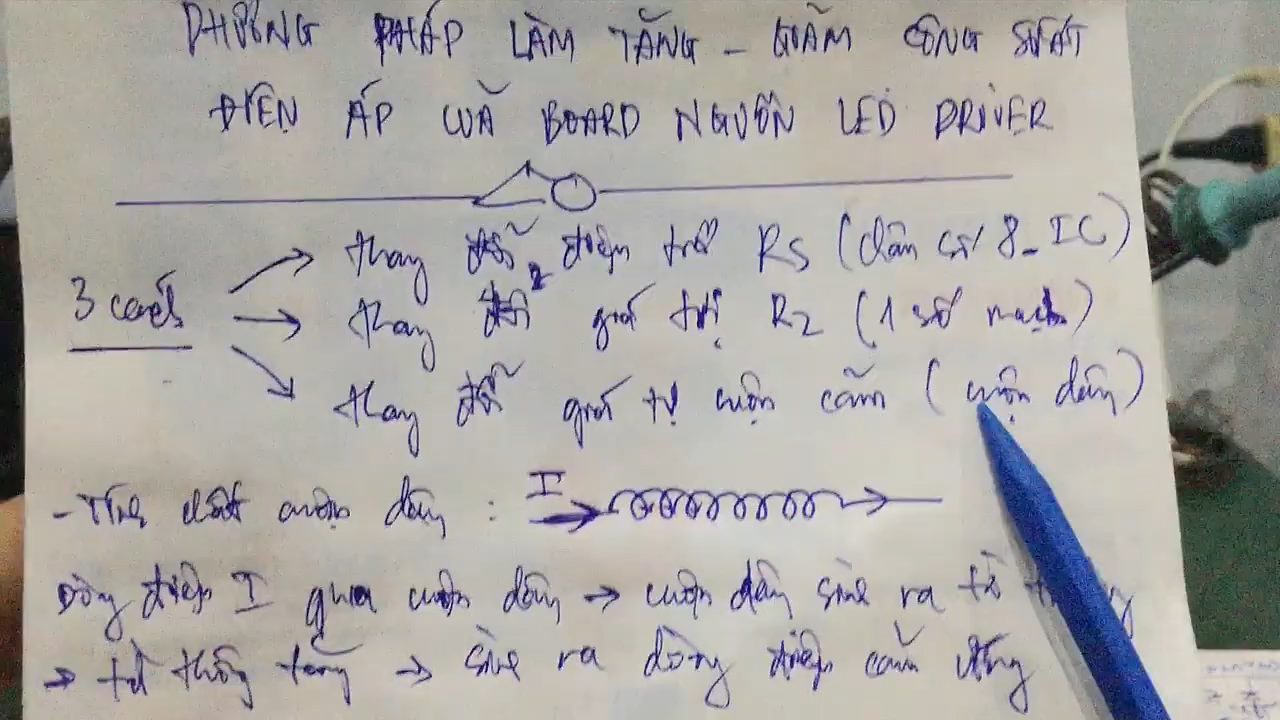 PHƯƠNG PHÁP LÀM TĂNG - GIẢM CÔNG SUẤT
ĐIỆN ÁP CỦA BOARD NGUỒN LED DRIVER
3 cách
thay đổi điện trở RS (chân số 8_IC)
thay đổi giá trị R2 (1 số mạch)
thay đổi giá trị cuộn cảm (cuộn dây)
- Tính chất cuộn dây : I
Dòng điện I qua cuộn dây → cuộn dây sinh ra từ
→ từ thông tăng → sinh ra dòng điện cảm ứng